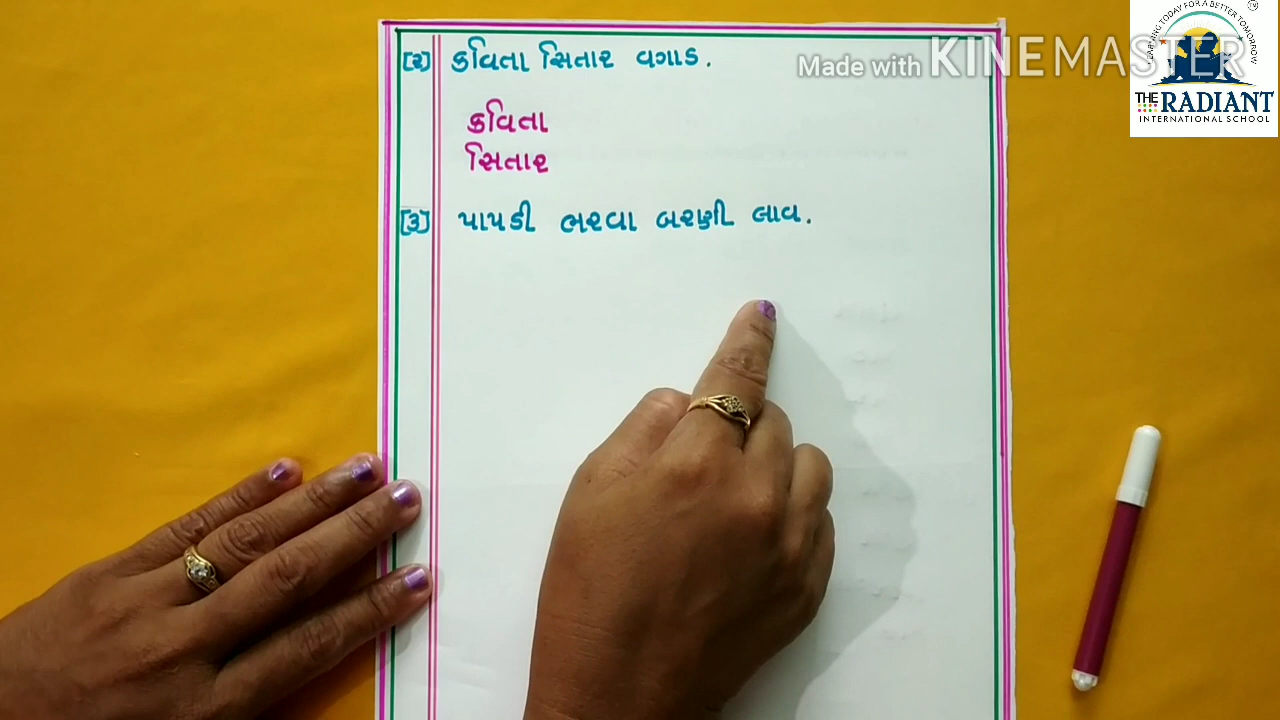 [૨] કવિતા સિતાર વગાડ.
કવિતા
સિતાર
[૩] પાપડી ભરવા બરણી લાવ.
Made with KINEMASTER
THE RADIANT
INTERNATIONAL SCHOOL